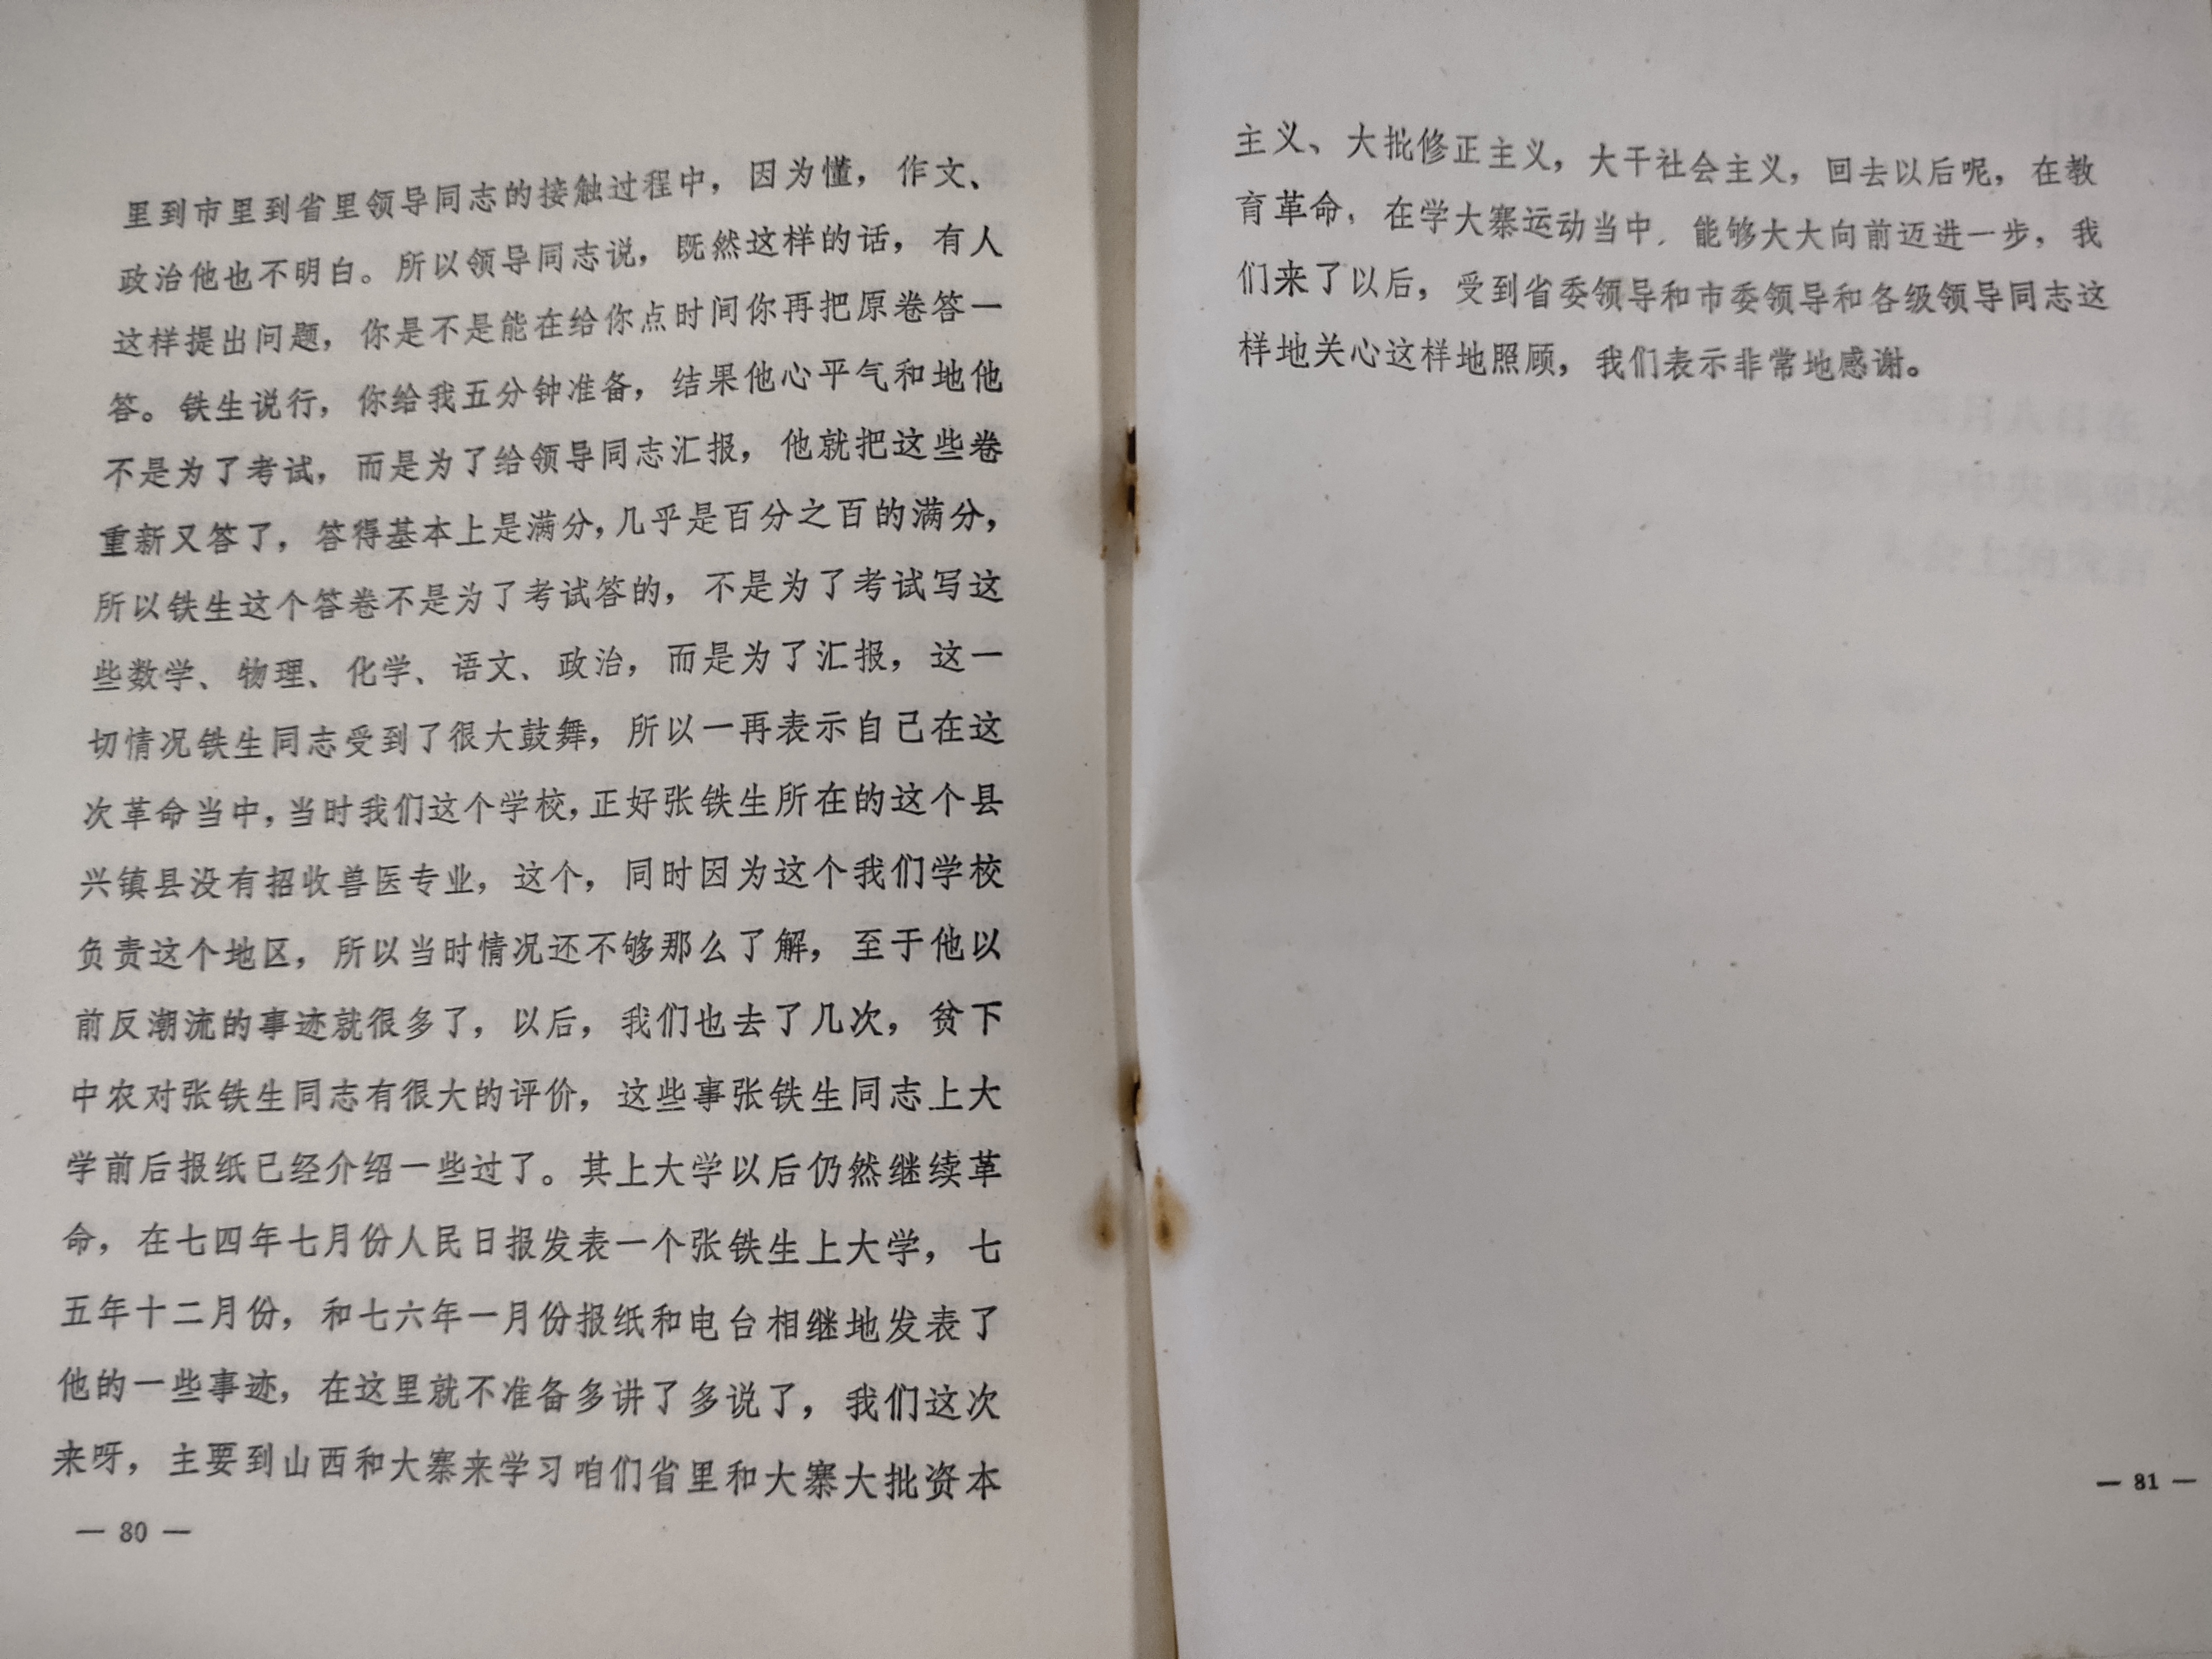 里到市里到省里领导同志的接触过程中，因为懂，作文、
政治他也不明白。所以领导同志说，既然这样的话，有人
这样提出问题，你是不是能在给你点时间你再把原卷答一
答。铁生说行，你给我五分钟准备，结果他心平气和地他
不是为了考试，而是为了给领导同志汇报，他就把这些卷
重新又答了，答得基本上是满分，几乎是百分之百的满分，
所以铁生这个答卷不是为了考试答的，不是为了考试写这
些数学、物理、化学、语文、政治，而是为了汇报，这一
切情况铁生同志受到了很大鼓舞，所以一再表示自己在这
次革命当中，当时我们这个学校，正好张铁生所在的这个县
兴镇县没有招收兽医专业，这个，同时因为这个我们学校
负责这个地区，所以当时情况还不够那么了解，至于他以
前反潮流的事迹就很多了，以后，我们也去了几次，贫下
中农对张铁生同志有很大的评价，这些事张铁生同志上大
学前后报纸已经介绍一些过了。其上大学以后仍然继续革
命，在七四年七月份人民日报发表一个张铁生上大学，七
五年十二月份，和七六年一月份报纸和电台相继地发表了
他的一些事迹，在这里就不准备多讲了多说了，我们这次
来呀，主要到山西和大寨来学习咱们省里和大寨大批资本
— 80 —
主义、大批修正主义，大干社会主义，回去以后呢，在教
育革命，在学大寨运动当中，能够大大向前迈进一步，我
们来了以后，受到省委领导和市委领导和各级领导同志这
样地关心这样地照顾，我们表示非常地感谢。
— 81 —